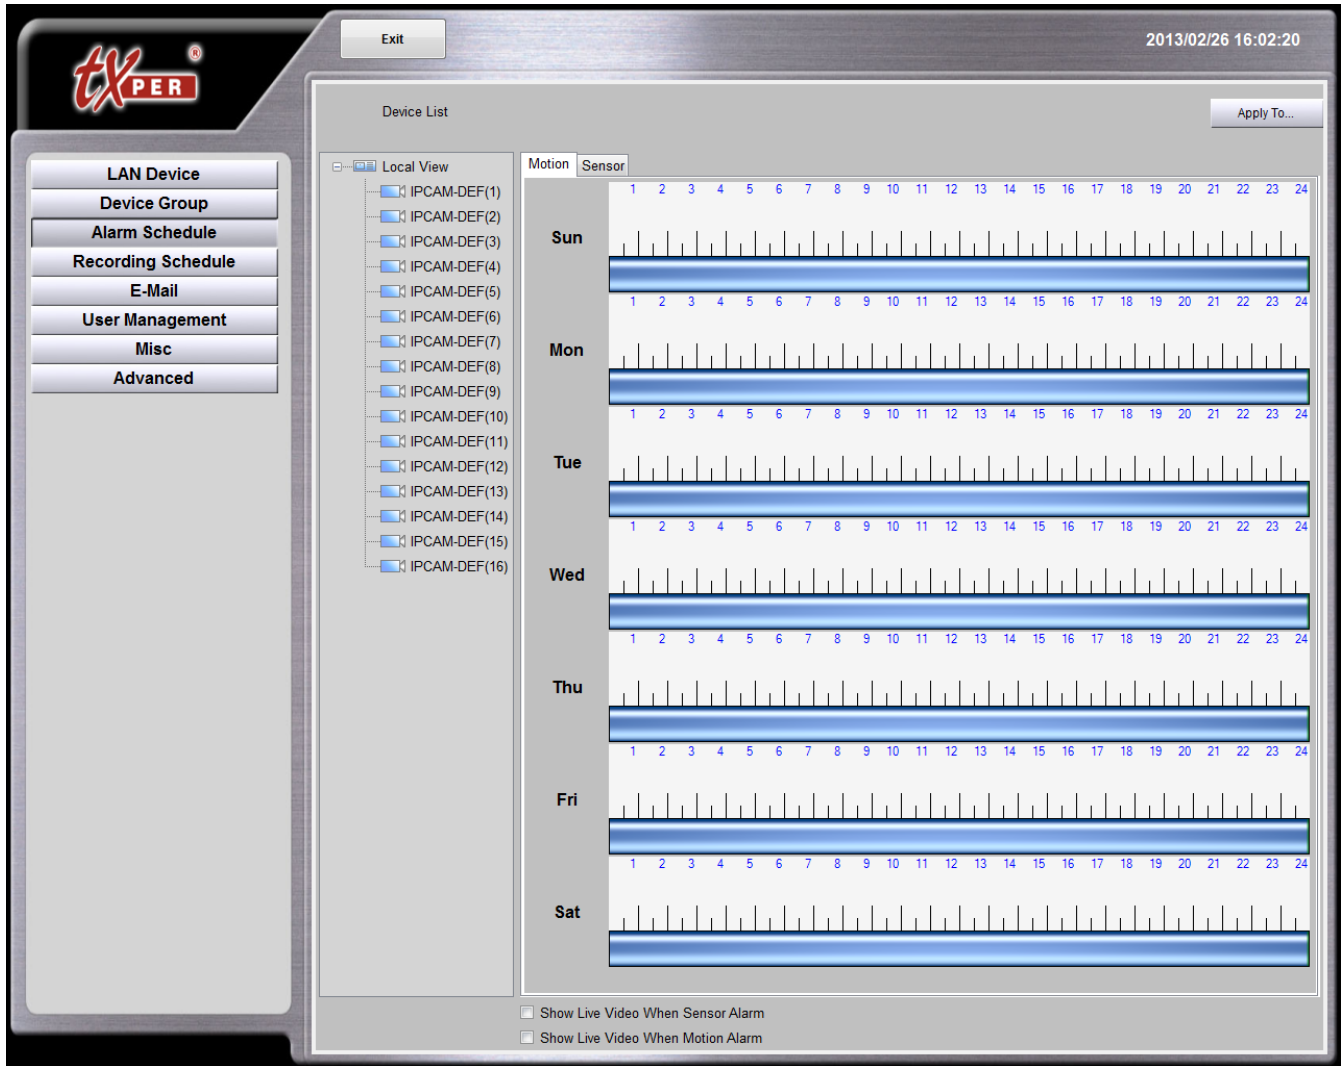 txPER ®
Exit
2013/02/26 16:02:20
Device List
Apply To...
LAN Device
Device Group
Alarm Schedule
Recording Schedule
E-Mail
User Management
Misc
Advanced
Local View
IPCAM-DEF(1)
IPCAM-DEF(2)
IPCAM-DEF(3)
IPCAM-DEF(4)
IPCAM-DEF(5)
IPCAM-DEF(6)
IPCAM-DEF(7)
IPCAM-DEF(8)
IPCAM-DEF(9)
IPCAM-DEF(10)
IPCAM-DEF(11)
IPCAM-DEF(12)
IPCAM-DEF(13)
IPCAM-DEF(14)
IPCAM-DEF(15)
IPCAM-DEF(16)
Motion Sensor
1 2 3 4 5 6 7 8 9 10 11 12 13 14 15 16 17 18 19 20 21 22 23 24
Sun
1 2 3 4 5 6 7 8 9 10 11 12 13 14 15 16 17 18 19 20 21 22 23 24
Mon
1 2 3 4 5 6 7 8 9 10 11 12 13 14 15 16 17 18 19 20 21 22 23 24
Tue
1 2 3 4 5 6 7 8 9 10 11 12 13 14 15 16 17 18 19 20 21 22 23 24
Wed
1 2 3 4 5 6 7 8 9 10 11 12 13 14 15 16 17 18 19 20 21 22 23 24
Thu
1 2 3 4 5 6 7 8 9 10 11 12 13 14 15 16 17 18 19 20 21 22 23 24
Fri
1 2 3 4 5 6 7 8 9 10 11 12 13 14 15 16 17 18 19 20 21 22 23 24
Sat
Show Live Video When Sensor Alarm
Show Live Video When Motion Alarm